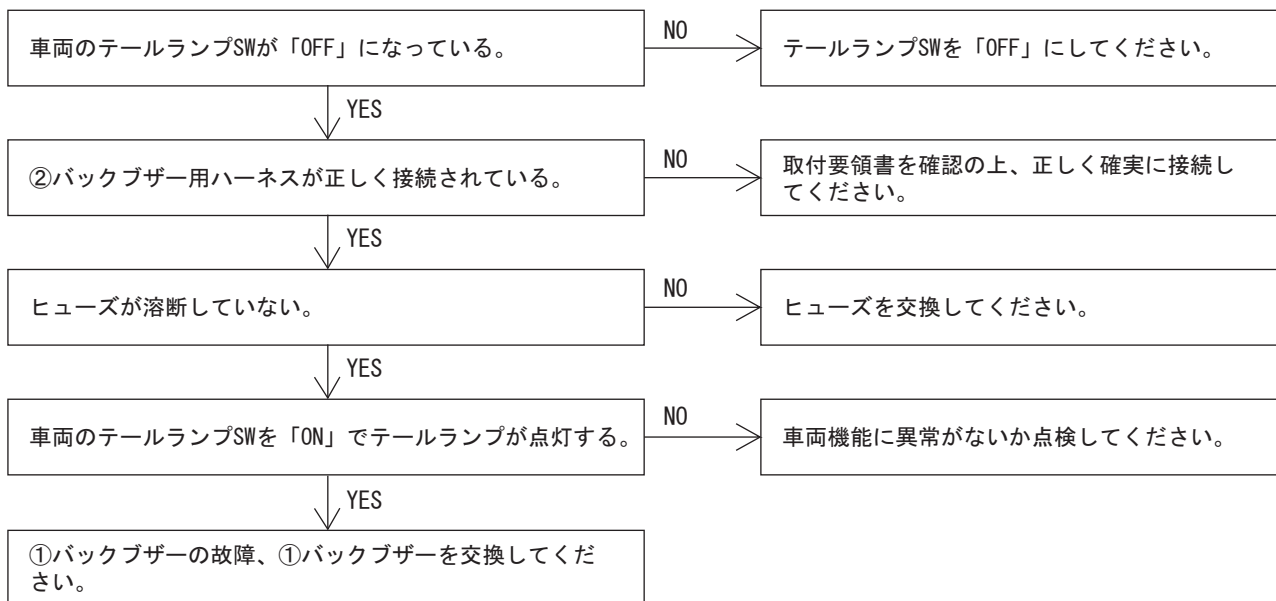 車両のテールランプSWが「OFF」になっている。
NO
テールランプSWを「OFF」にしてください。
YES
②バックブザー用ハーネスが正しく接続されている。
NO
取付要領書を確認の上、正しく確実に接続し
てください。
YES
ヒューズが溶断していない。
NO
ヒューズを交換してください。
YES
車両のテールランプSWを「ON」でテールランプが点灯する。
NO
車両機能に異常がないか点検してください。
YES
①バックブザーの故障、①バックブザーを交換してくだ
さい。